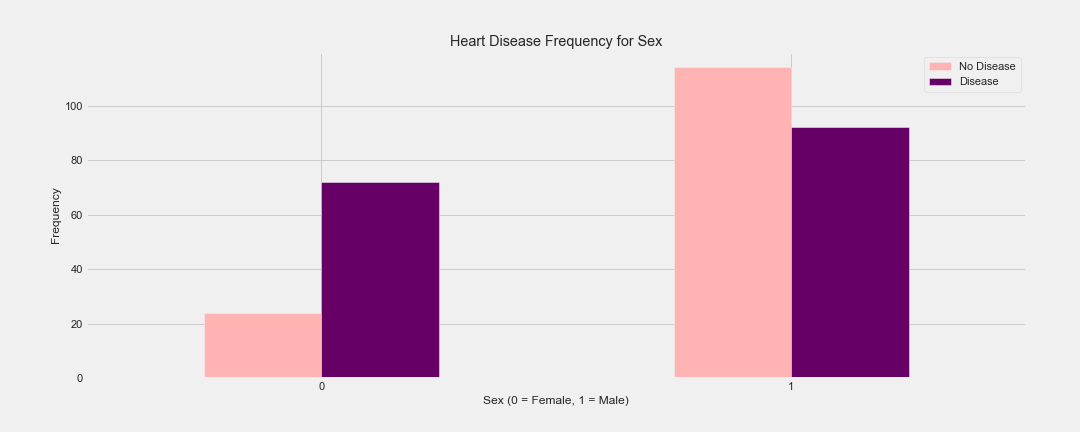 Heart Disease Frequency for Sex
No Disease
Disease
100
80
60
40
20
0
Frequency
0
1
Sex (0 = Female, 1 = Male)